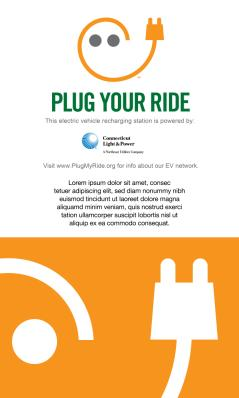 PLUG YOUR RIDE
This electric vehicle recharging station is powered by:
Connecticut
Light & Power
A Northeast Utilities Company
Visit www.PlugMyRide.org for info about our EV network.
Lorem ipsum dolor sit amet, consec
tetuer adipiscing elit, sed diam nonummy nibh
euismod tincidunt ut laoreet dolore magna
aliquamd minim veniam, quis nostrud exerci
tation ullamcorper suscipit lobortis nisl ut
aliquip ex ea commodo consequat.